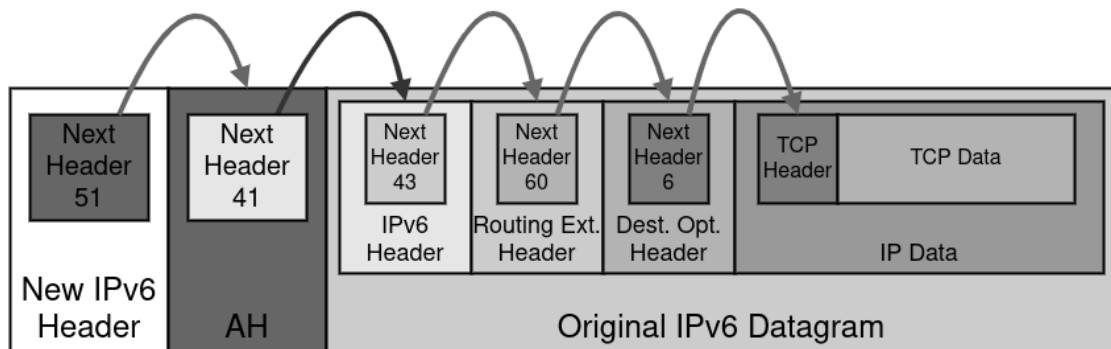 Next
Header
51
New IPv6
Header
Next
Header
41
AH
Next
Header
43
IPv6
Header
Next
Header
60
Routing Ext.
Header
Next
Header
6
Dest. Opt.
Header
TCP
Header
TCP Data
IP Data
Original IPv6 Datagram